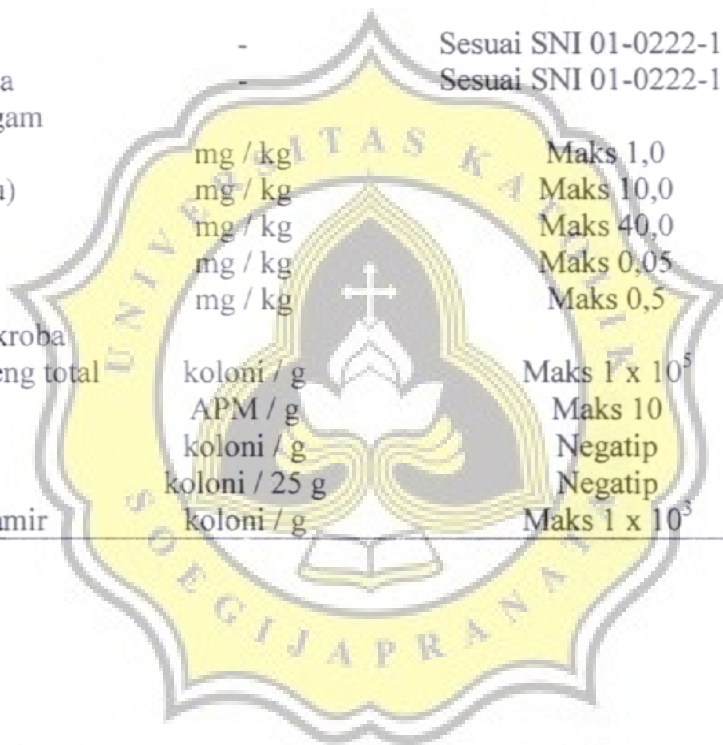 - Sesuai SNI 01-0222-1
a - Sesuai SNI 01-0222-1
gam
mg / kg Maks 1,0
) mg / kg Maks 10,0
mg / kg Maks 40,0
mg / kg Maks 0,05
mg / kg Maks 0,5
kroba
eng total koloni / g Maks 1 x 10⁵
APM / g Maks 10
koloni / g Negatip
koloni / 25 g Negatip
amir koloni / g Maks 1 x 10³
UNIVERSITAS KATOLIK
SOEGIJAPRANATA